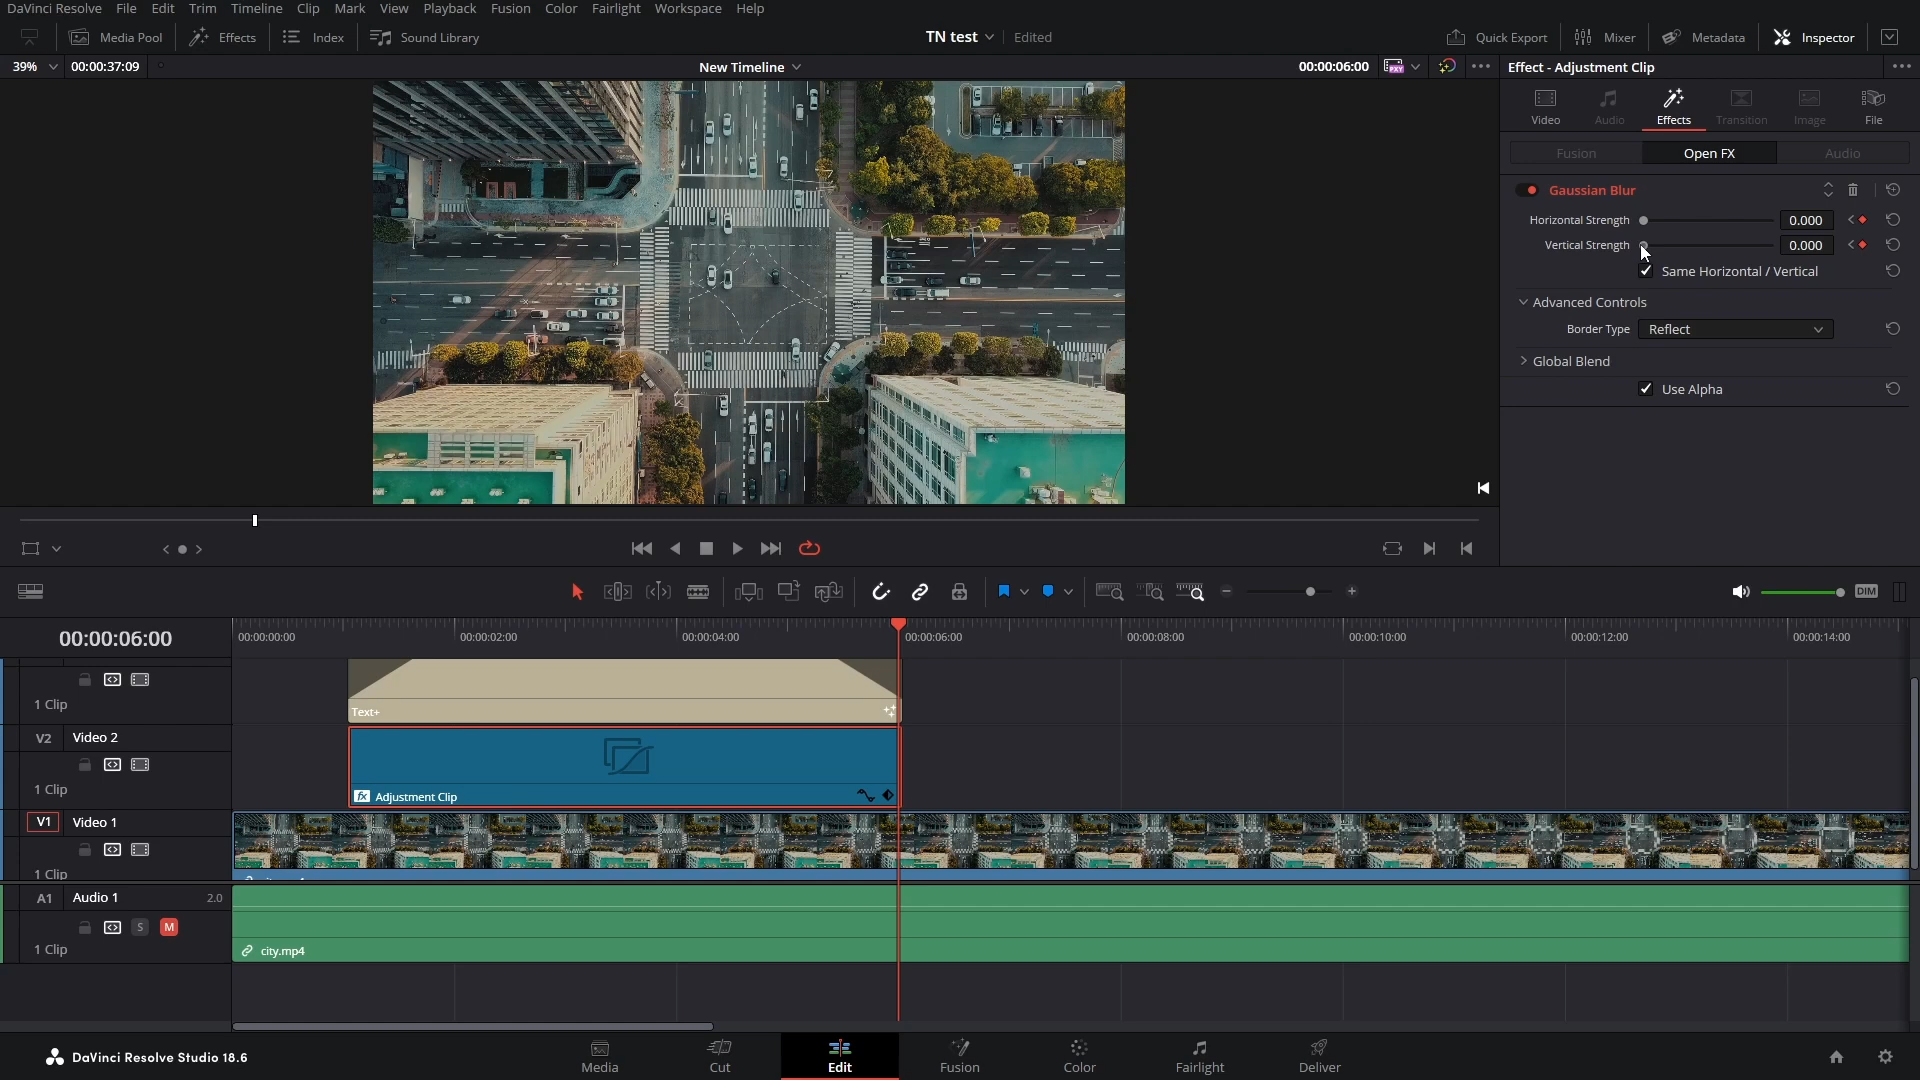 DaVinci Resolve File Edit Trim Timeline Clip Mark View Playback Fusion Color Fairlight Workspace Help
Media Pool Effects Index Sound Library
TN test Edited
Quick Export Mixer Metadata Inspector
39% 00:00:37:09
New Timeline
00:00:06:00 PXY
Effect - Adjustment Clip
Video Audio Effects Transition Image File
Fusion Open FX Audio
Gaussian Blur
Horizontal Strength 0.000
Vertical Strength 0.000
Same Horizontal / Vertical
Advanced Controls
Border Type Reflect
Global Blend
Use Alpha
DIM
00:00:06:00
00:00:00:00 00:00:02:00 00:00:04:00 00:00:06:00 00:00:08:00 00:00:10:00 00:00:12:00 00:00:14:00
1 Clip
Text+
V2 Video 2
1 Clip
fx Adjustment Clip
V1 Video 1
1 Clip
A1 Audio 1 2.0
S M
1 Clip
city.mp4
DaVinci Resolve Studio 18.6
Media Cut Edit Fusion Color Fairlight Deliver